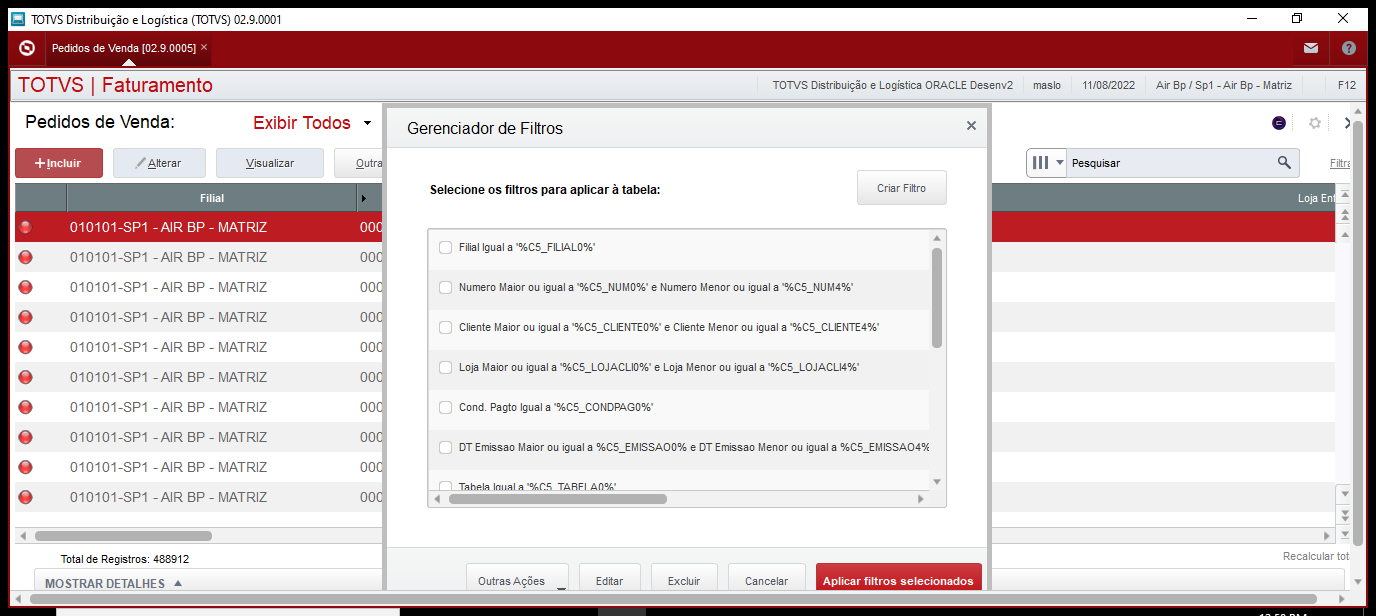 TOTVS Distribuição e Logística (TOTVS) 02.9.0001
Pedidos de Venda [02.9.0005] ×
TOTVS | Faturamento
TOTVS Distribuição e Logística ORACLE Desenv2
maslo
11/08/2022
Air Bp / Sp1 - Air Bp - Matriz
F12
Pedidos de Venda:
Exibir Todos
+Incluir
Alterar
Visualizar
Outra
Pesquisar
Filtra
Filial
Loja Ent
010101-SP1 - AIR BP - MATRIZ 000
010101-SP1 - AIR BP - MATRIZ 000
010101-SP1 - AIR BP - MATRIZ 000
010101-SP1 - AIR BP - MATRIZ 000
010101-SP1 - AIR BP - MATRIZ 000
010101-SP1 - AIR BP - MATRIZ 000
010101-SP1 - AIR BP - MATRIZ 000
010101-SP1 - AIR BP - MATRIZ 000
010101-SP1 - AIR BP - MATRIZ 000
010101-SP1 - AIR BP - MATRIZ 000
Total de Registros: 488912
Recalcular tot
MOSTRAR DETALHES
Gerenciador de Filtros
Selecione os filtros para aplicar à tabela:
Criar Filtro
Filial Igual a '%C5_FILIAL0%'
Numero Maior ou igual a '%C5_NUM0%' e Numero Menor ou igual a '%C5_NUM4%'
Cliente Maior ou igual a '%C5_CLIENTE0%' e Cliente Menor ou igual a '%C5_CLIENTE4%'
Loja Maior ou igual a '%C5_LOJACLI0%' e Loja Menor ou igual a '%C5_LOJACLI4%'
Cond. Pagto Igual a '%C5_CONDPAG0%'
DT Emissao Maior ou igual a %C5_EMISSAO0% e DT Emissao Menor ou igual a %C5_EMISSAO4%
Tabela Igual a '%C5_TABELA0%'
Outras Ações
Editar
Excluir
Cancelar
Aplicar filtros selecionados